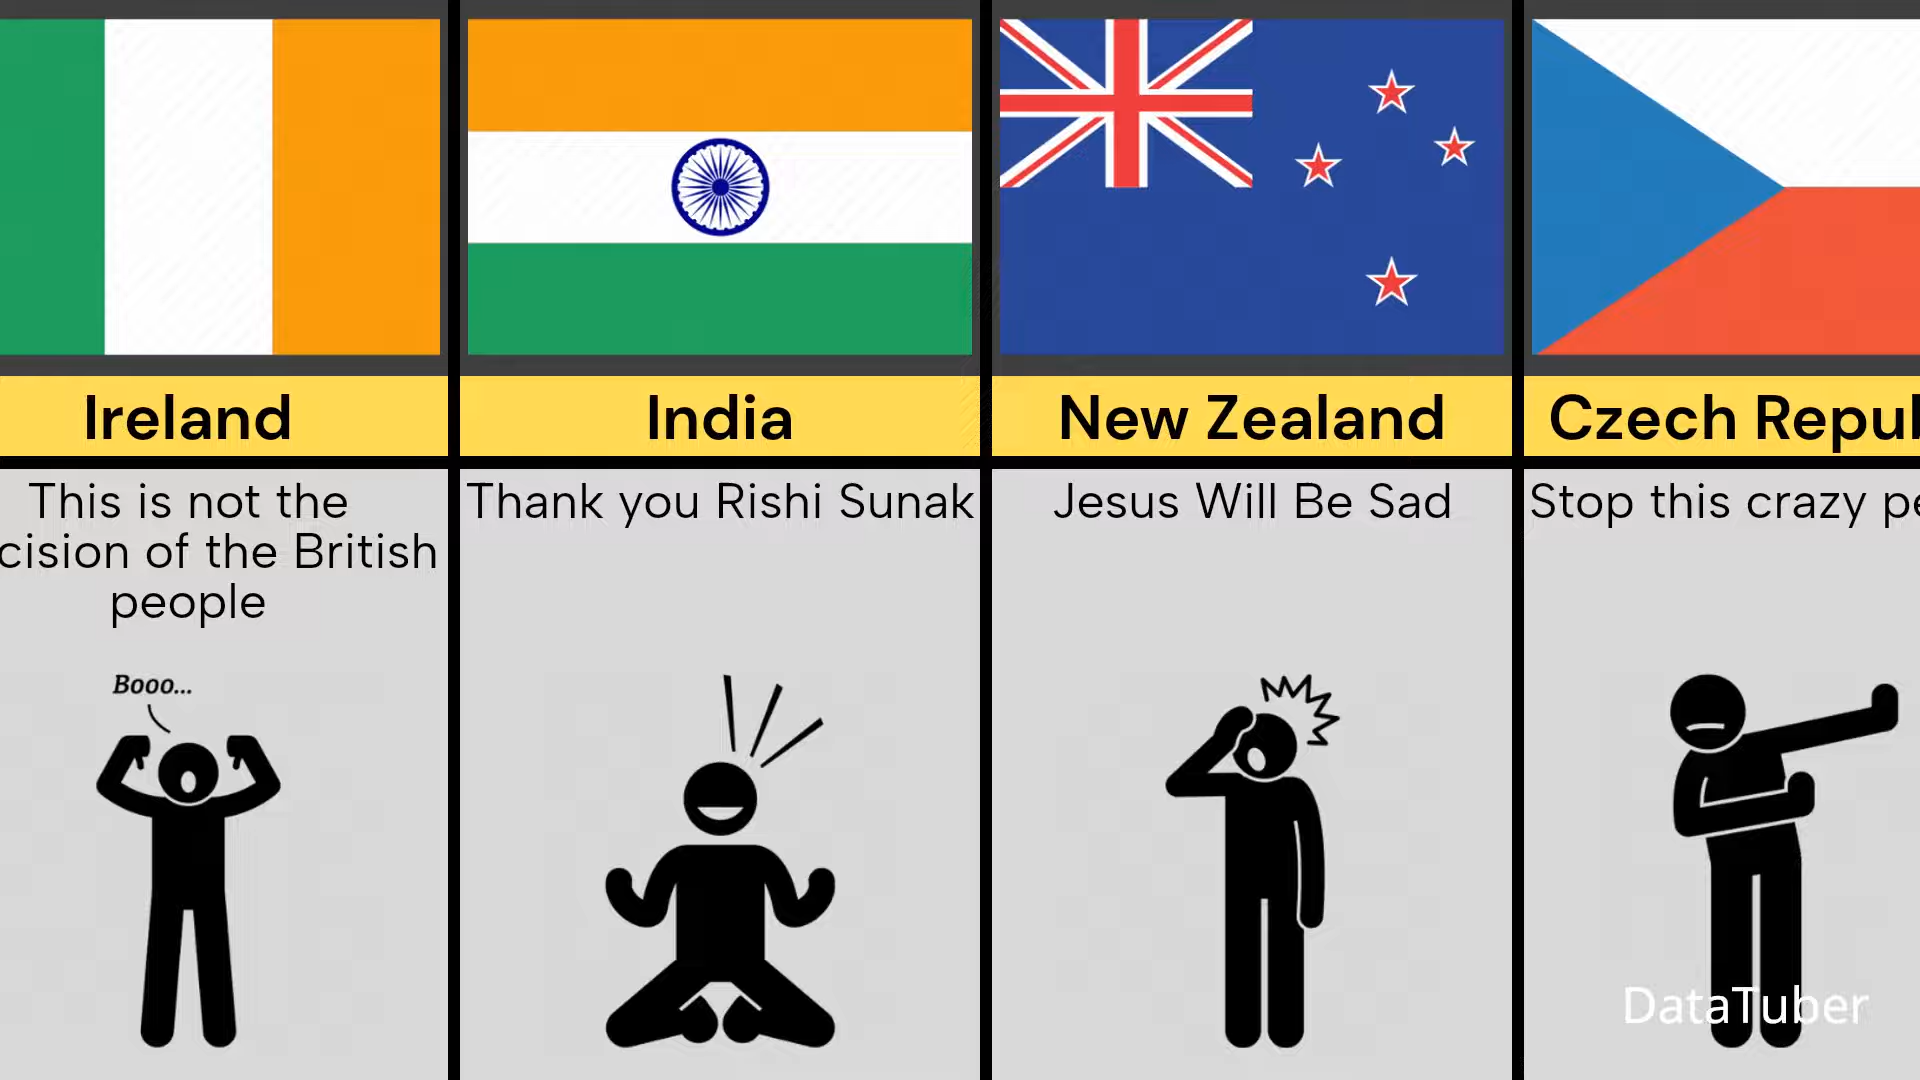 Ireland
India
New Zealand
Czech Repu
This is not the
cision of the British
people
Thank you Rishi Sunak
Jesus Will Be Sad
Stop this crazy pe
Booo...
DataTuber